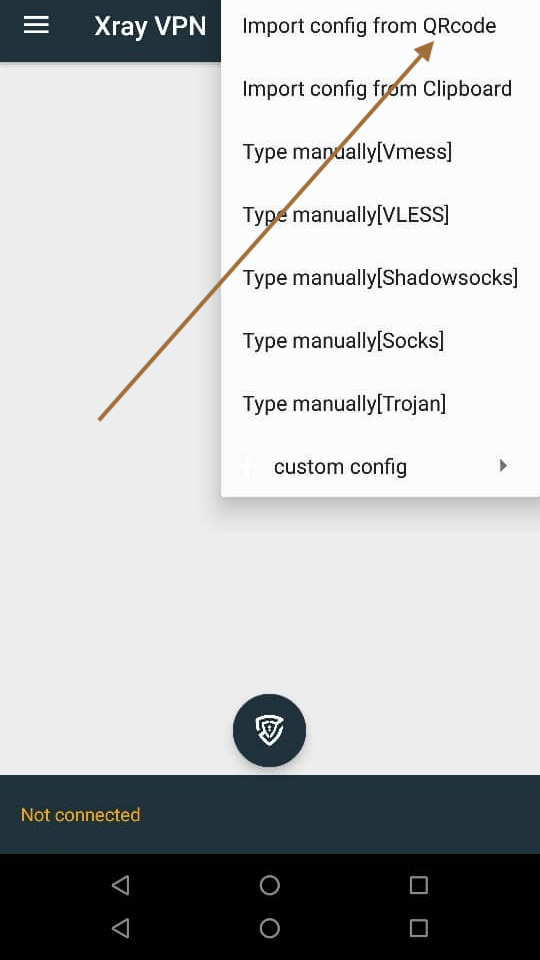 Xray VPN
Import config from QRcode
Import config from Clipboard
Type manually[Vmess]
Type manually[VLESS]
Type manually[Shadowsocks]
Type manually[Socks]
Type manually[Trojan]
custom config
Not connected